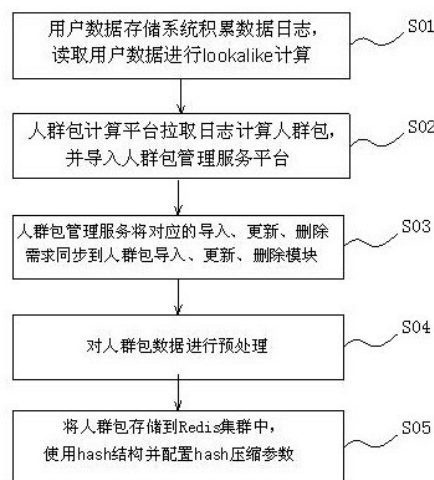 用户数据存储系统积累数据日志，
读取用户数据进行lookalike计算
S01
人群包计算平台拉取日志计算人群包，
并导入人群包管理服务平台
S02
人群包管理服务将对应的导入、更新、删除
需求同步到人群包导入、更新、删除模块
S03
对人群包数据进行预处理
S04
将人群包存储到Redis集群中，
使用hash结构并配置hash压缩参数
S05